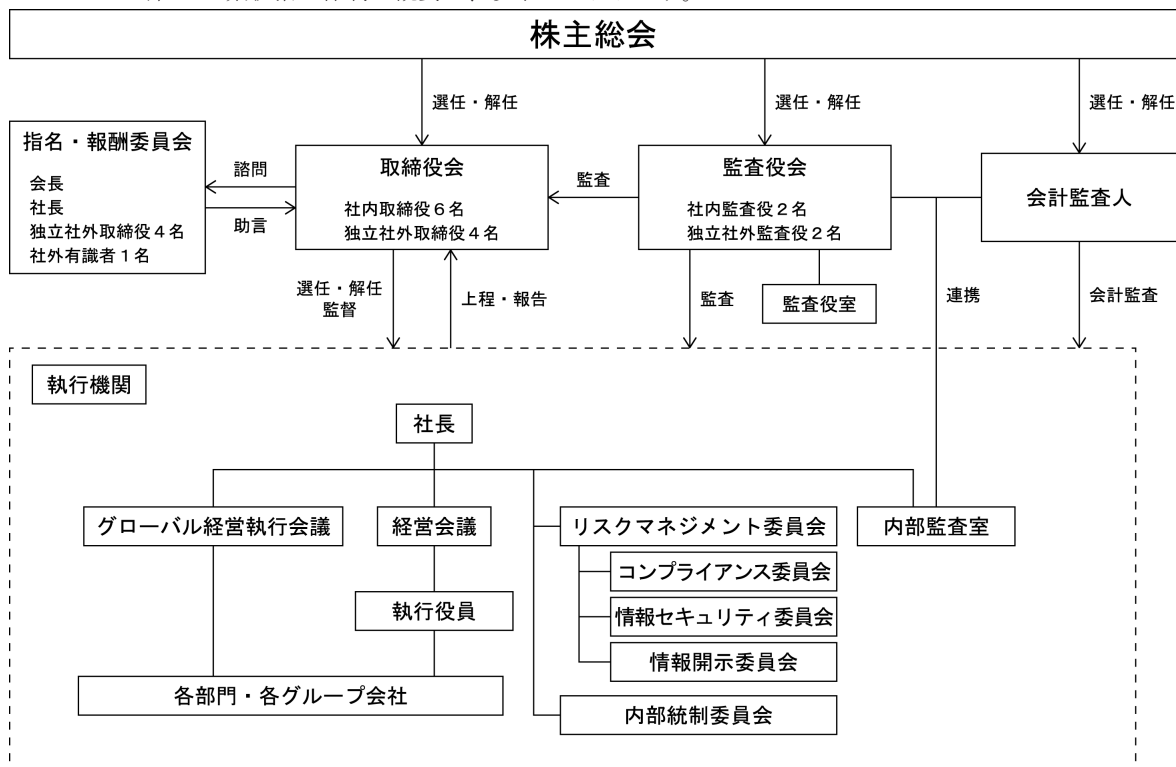 株主総会
選任・解任
選任・解任
選任・解任
指名・報酬委員会
会長
社長
独立社外取締役4名
社外有識者1名
諮問
助言
取締役会
社内取締役6名
独立社外取締役4名
監査
監査役会
社内監査役2名
独立社外監査役2名
会計監査人
選任・解任
監督
上程・報告
監査
監査役室
連携
会計監査
執行機関
社長
グローバル経営執行会議
経営会議
リスクマネジメント委員会
内部監査室
コンプライアンス委員会
執行役員
情報セキュリティ委員会
情報開示委員会
各部門・各グループ会社
内部統制委員会